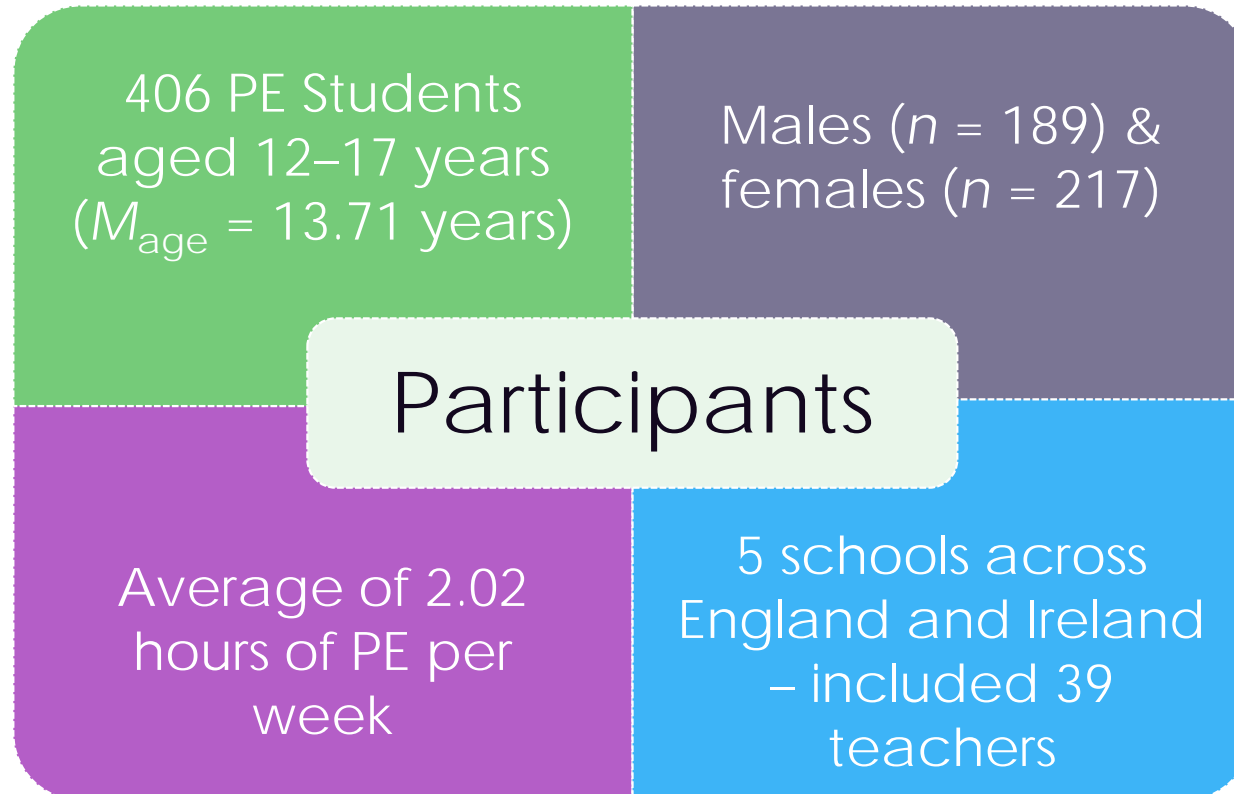 406 PE Students
aged 12–17 years
(Mage = 13.71 years)
Males (n = 189) &
females (n = 217)
Participants
Average of 2.02
hours of PE per
week
5 schools across
England and Ireland
– included 39
teachers